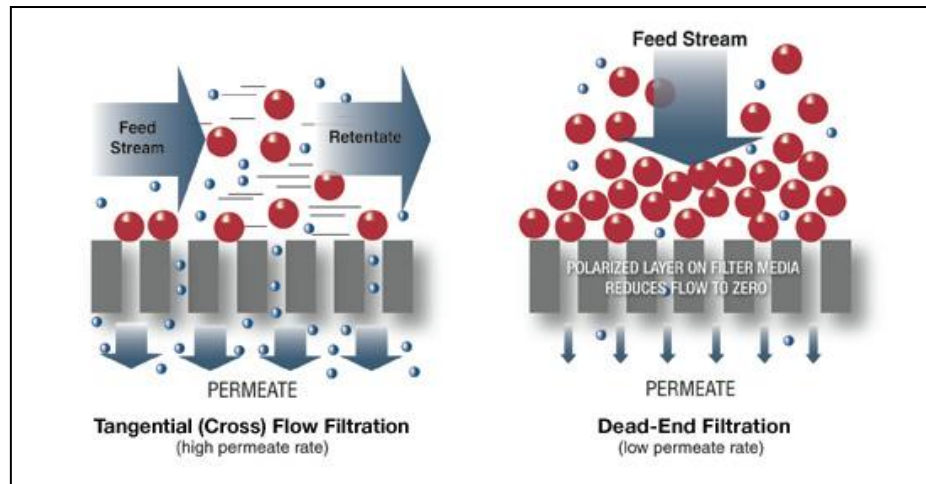 Feed
Stream
Retentate
PERMEATE
Tangential (Cross) Flow Filtration
(high permeate rate)
Feed Stream
POLARIZED LAYER ON FILTER MEDIA
REDUCES FLOW TO ZERO
PERMEATE
Dead-End Filtration
(low permeate rate)